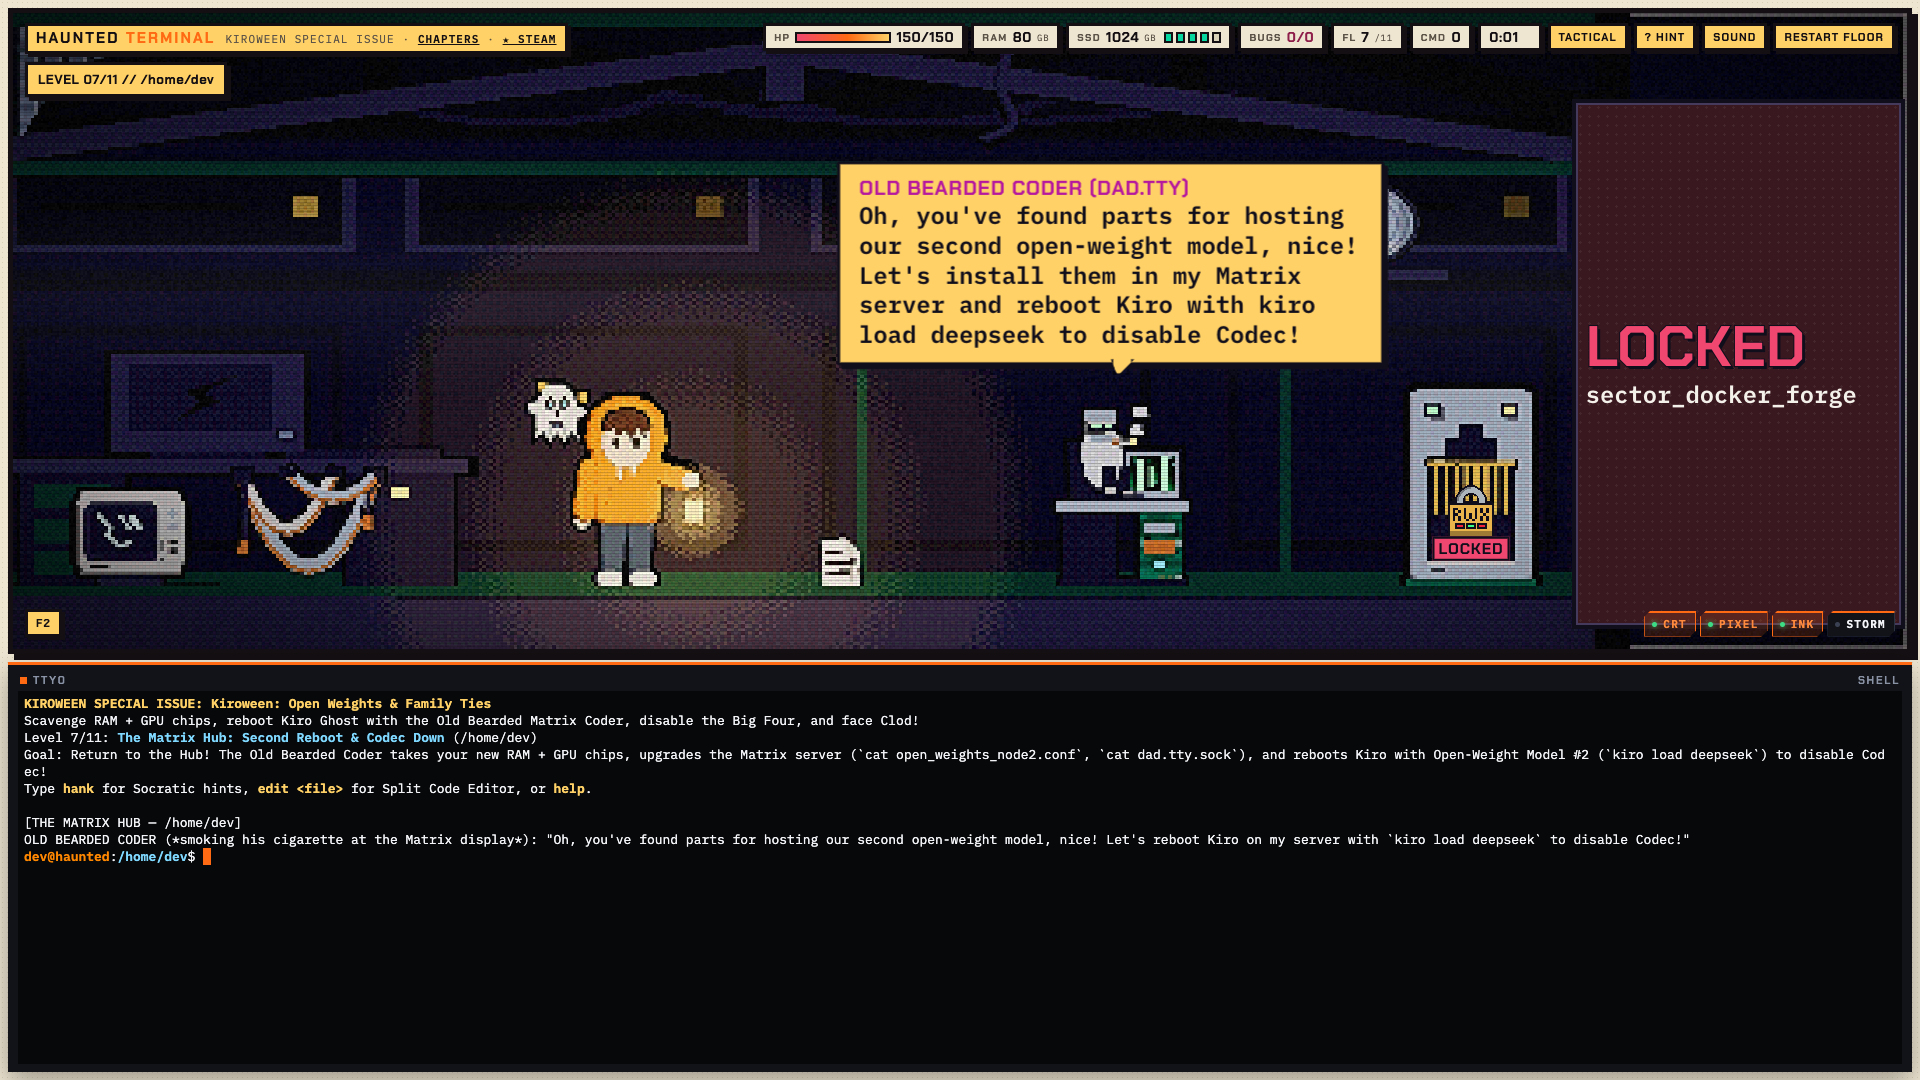 HAUNTED TERMINAL KIROWEEN SPECIAL ISSUE · CHAPTERS · ★ STEAM
HP 150/150 RAM 80 GB SSD 1024 GB BUGS 0/0 FL 7 /11 CMD 0 0:01 TACTICAL ? HINT SOUND RESTART FLOOR
LEVEL 07/11 // /home/dev
OLD BEARDED CODER (DAD.TTY)
Oh, you've found parts for hosting
our second open-weight model, nice!
Let's install them in my Matrix
server and reboot Kiro with kiro
load deepseek to disable Codec!
LOCKED
sector_docker_forge
RWX
LOCKED
F2
CRT PIXEL INK STORM
TTY0 SHELL
KIROWEEN SPECIAL ISSUE: Kiroween: Open Weights & Family Ties
Scavenge RAM + GPU chips, reboot Kiro Ghost with the Old Bearded Matrix Coder, disable the Big Four, and face Clod!
Level 7/11: The Matrix Hub: Second Reboot & Codec Down (/home/dev)
Goal: Return to the Hub! The Old Bearded Coder takes your new RAM + GPU chips, upgrades the Matrix server (`cat open_weights_node2.conf`, `cat dad.tty.sock`), and reboots Kiro with Open-Weight Model #2 (`kiro load deepseek`) to disable Cod
ec!
Type hank for Socratic hints, edit <file> for Split Code Editor, or help.
[THE MATRIX HUB — /home/dev]
OLD BEARDED CODER (*smoking his cigarette at the Matrix display*): "Oh, you've found parts for hosting our second open-weight model, nice! Let's reboot Kiro on my server with `kiro load deepseek` to disable Codec!"
dev@haunted:/home/dev$